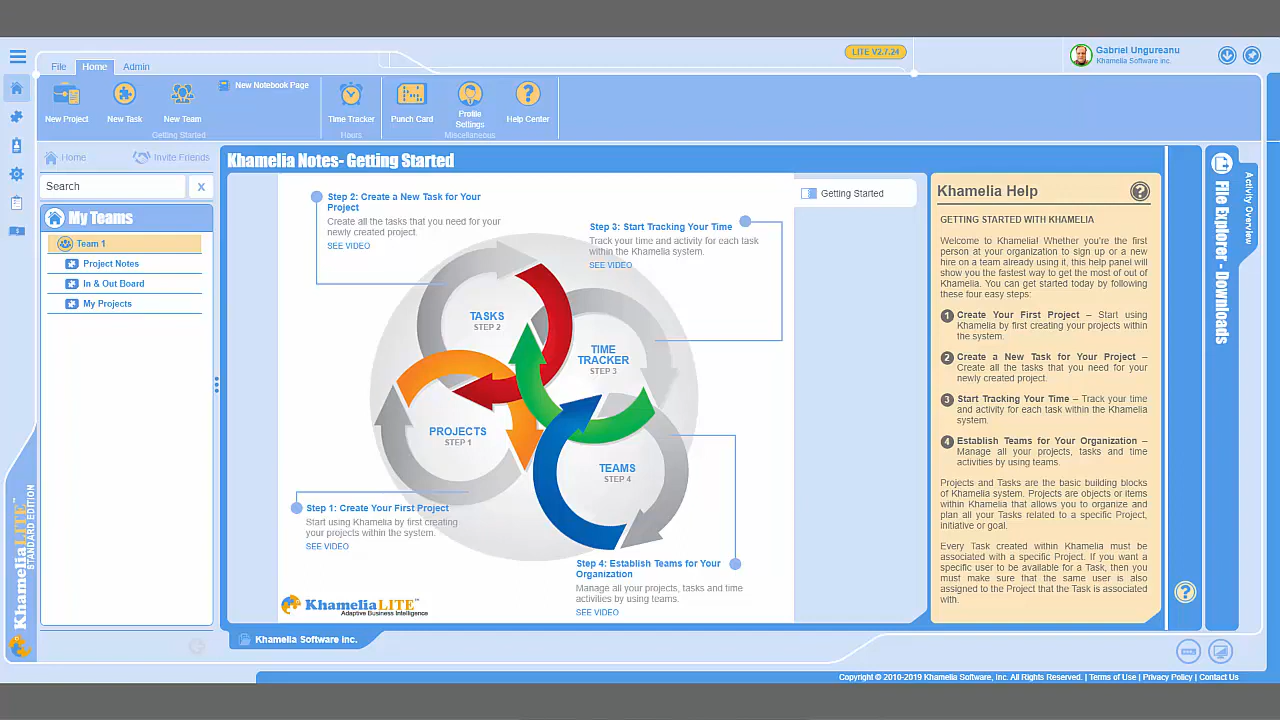 LITE V2.7.24
Gabriel Ungureanu
Khamelia Software inc.
File
Home
Admin
New Project
New Task
New Team
New Notebook Page
Getting Started
Time Tracker
Hours
Punch Card
Profile
Settings
Help Center
Miscellaneous
Home
Invite Friends
Search
X
My Teams
Team 1
Project Notes
In & Out Board
My Projects
KhameliaLITE
STANDARD EDITION
Khamelia Notes- Getting Started
Step 2: Create a New Task for Your
Project
Create all the tasks that you need for your
newly created project.
SEE VIDEO
Step 3: Start Tracking Your Time
Track your time and activity for each task
within the Khamelia system.
SEE VIDEO
TASKS
STEP 2
TIME
TRACKER
STEP 3
PROJECTS
STEP 1
TEAMS
STEP 4
Step 1: Create Your First Project
Start using Khamelia by first creating
your projects within the system.
SEE VIDEO
Step 4: Establish Teams for Your
Organization
Manage all your projects, tasks and time
activities by using teams.
SEE VIDEO
KhameliaLITE
Adaptive Business Intelligence
Getting Started
Khamelia Help
?
GETTING STARTED WITH KHAMELIA
Welcome to Khamelia! Whether you're the first
person at your organization to sign up or a new
hire on a team already using it, this help panel will
show you the fastest way to get the most of out of
Khamelia. You can get started today by following
these four easy steps:
1 Create Your First Project – Start using
Khamelia by first creating your projects within
the system.
2 Create a New Task for Your Project –
Create all the tasks that you need for your
newly created project.
3 Start Tracking Your Time – Track your time
and activity for each task within the Khamelia
system.
4 Establish Teams for Your Organization –
Manage all your projects, tasks and time
activities by using teams.
Projects and Tasks are the basic building blocks
of Khamelia system. Projects are objects or items
within Khamelia that allows you to organize and
plan all your Tasks related to a specific Project,
initiative or goal.
Every Task created within Khamelia must be
associated with a specific Project. If you want a
specific user to be available for a Task, then you
must make sure that the same user is also
assigned to the Project that the Task is associated
with.
?
File Explorer - Downloads
Activity Overview
Khamelia Software Inc.
Copyright © 2010-2019 Khamelia Software, Inc. All Rights Reserved. | Terms of Use | Privacy Policy | Contact Us